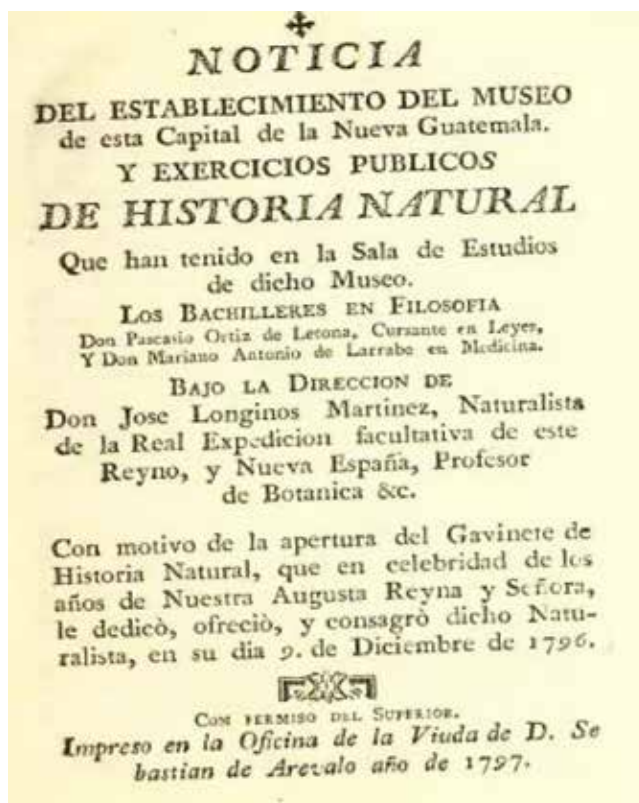 NOTICIA
DEL ESTABLECIMIENTO DEL MUSEO
de esta Capital de la Nueva Guatemala.
Y EXERCICIOS PUBLICOS
DE HISTORIA NATURAL
Que han tenido en la Sala de Estudios
de dicho Museo.
LOS BACHILLERES EN FILOSOFIA
Don Pascasio Ortiz de Letona, Cursante en Leyes,
Y Don Mariano Antonio de Larrabe en Medicina.
BAJO LA DIRECCION DE
Don Jose Longinos Martinez, Naturalista
de la Real Expedicion facultativa de este
Reyno, y Nueva España, Profesor
de Botanica &c.
Con motivo de la apertura del Gavinete de
Historia Natural, que en celebridad de los
años de Nuestra Augusta Reyna y Señora,
le dedicò, ofreciò, y consagrò dicho Natu-
ralista, en su dia 9. de Diciembre de 1796.
CON PERMISO DEL SUPERIOR.
Impreso en la Oficina de la Viuda de D. Se
bastian de Arevalo año de 1797.